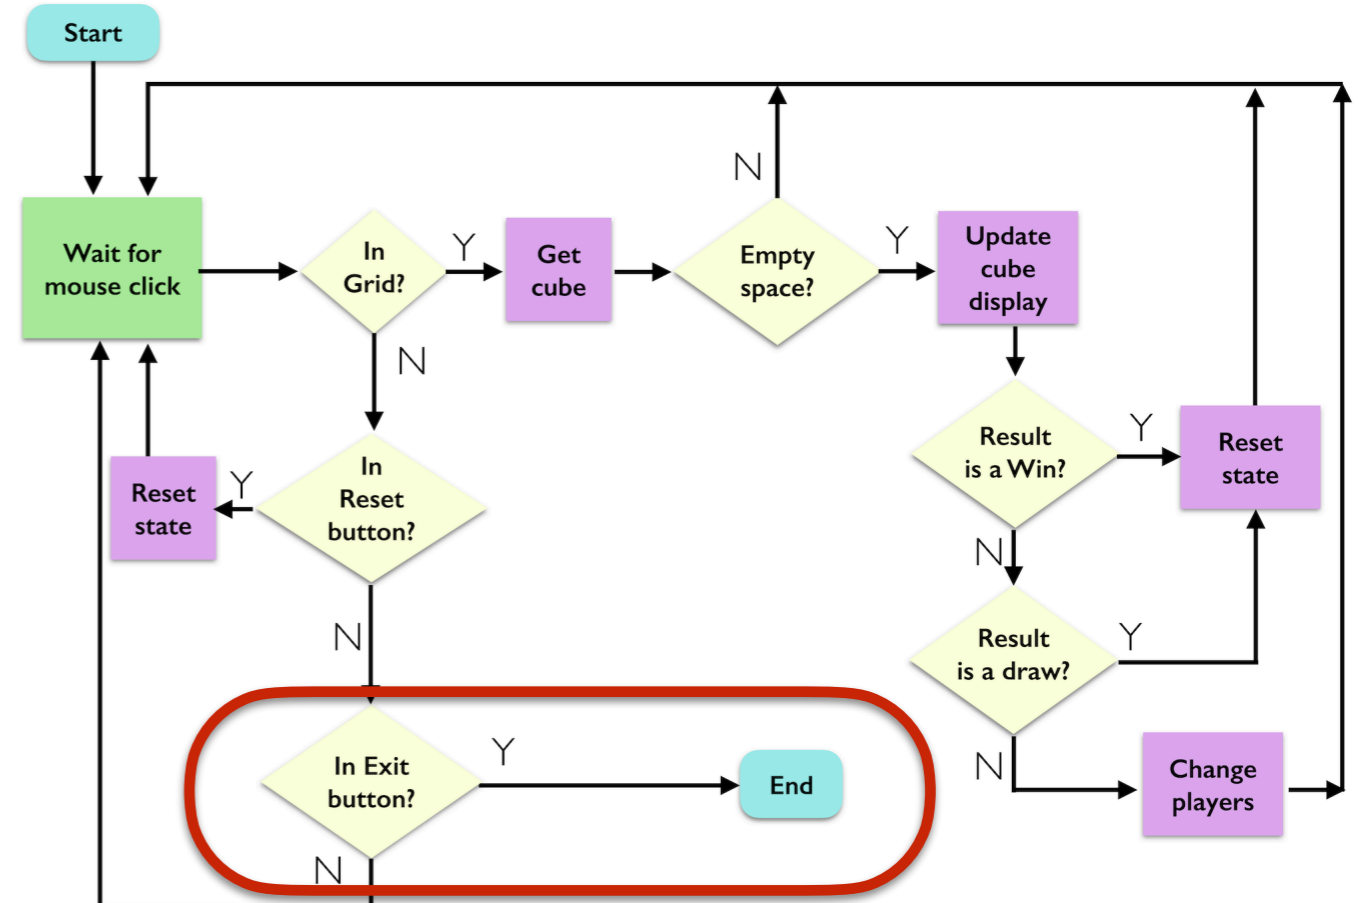 Start
N
Wait for
mouse click
In
Grid?
Y
Get
cube
Empty
space?
Y
Update
cube
display
N
In
Reset
button?
Y
Reset
state
Result
is a Win?
Y
Reset
state
N
Result
is a draw?
Y
N
In Exit
button?
Y
End
N
Change
players
N